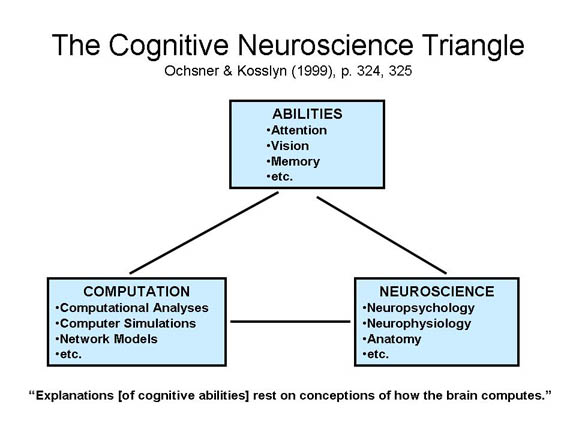 The Cognitive Neuroscience Triangle
Ochsner & Kosslyn (1999), p. 324, 325
ABILITIES
•Attention
•Vision
•Memory
•etc.
COMPUTATION
•Computational Analyses
•Computer Simulations
•Network Models
•etc.
NEUROSCIENCE
•Neuropsychology
•Neurophysiology
•Anatomy
•etc.
“Explanations [of cognitive abilities] rest on conceptions of how the brain computes.”